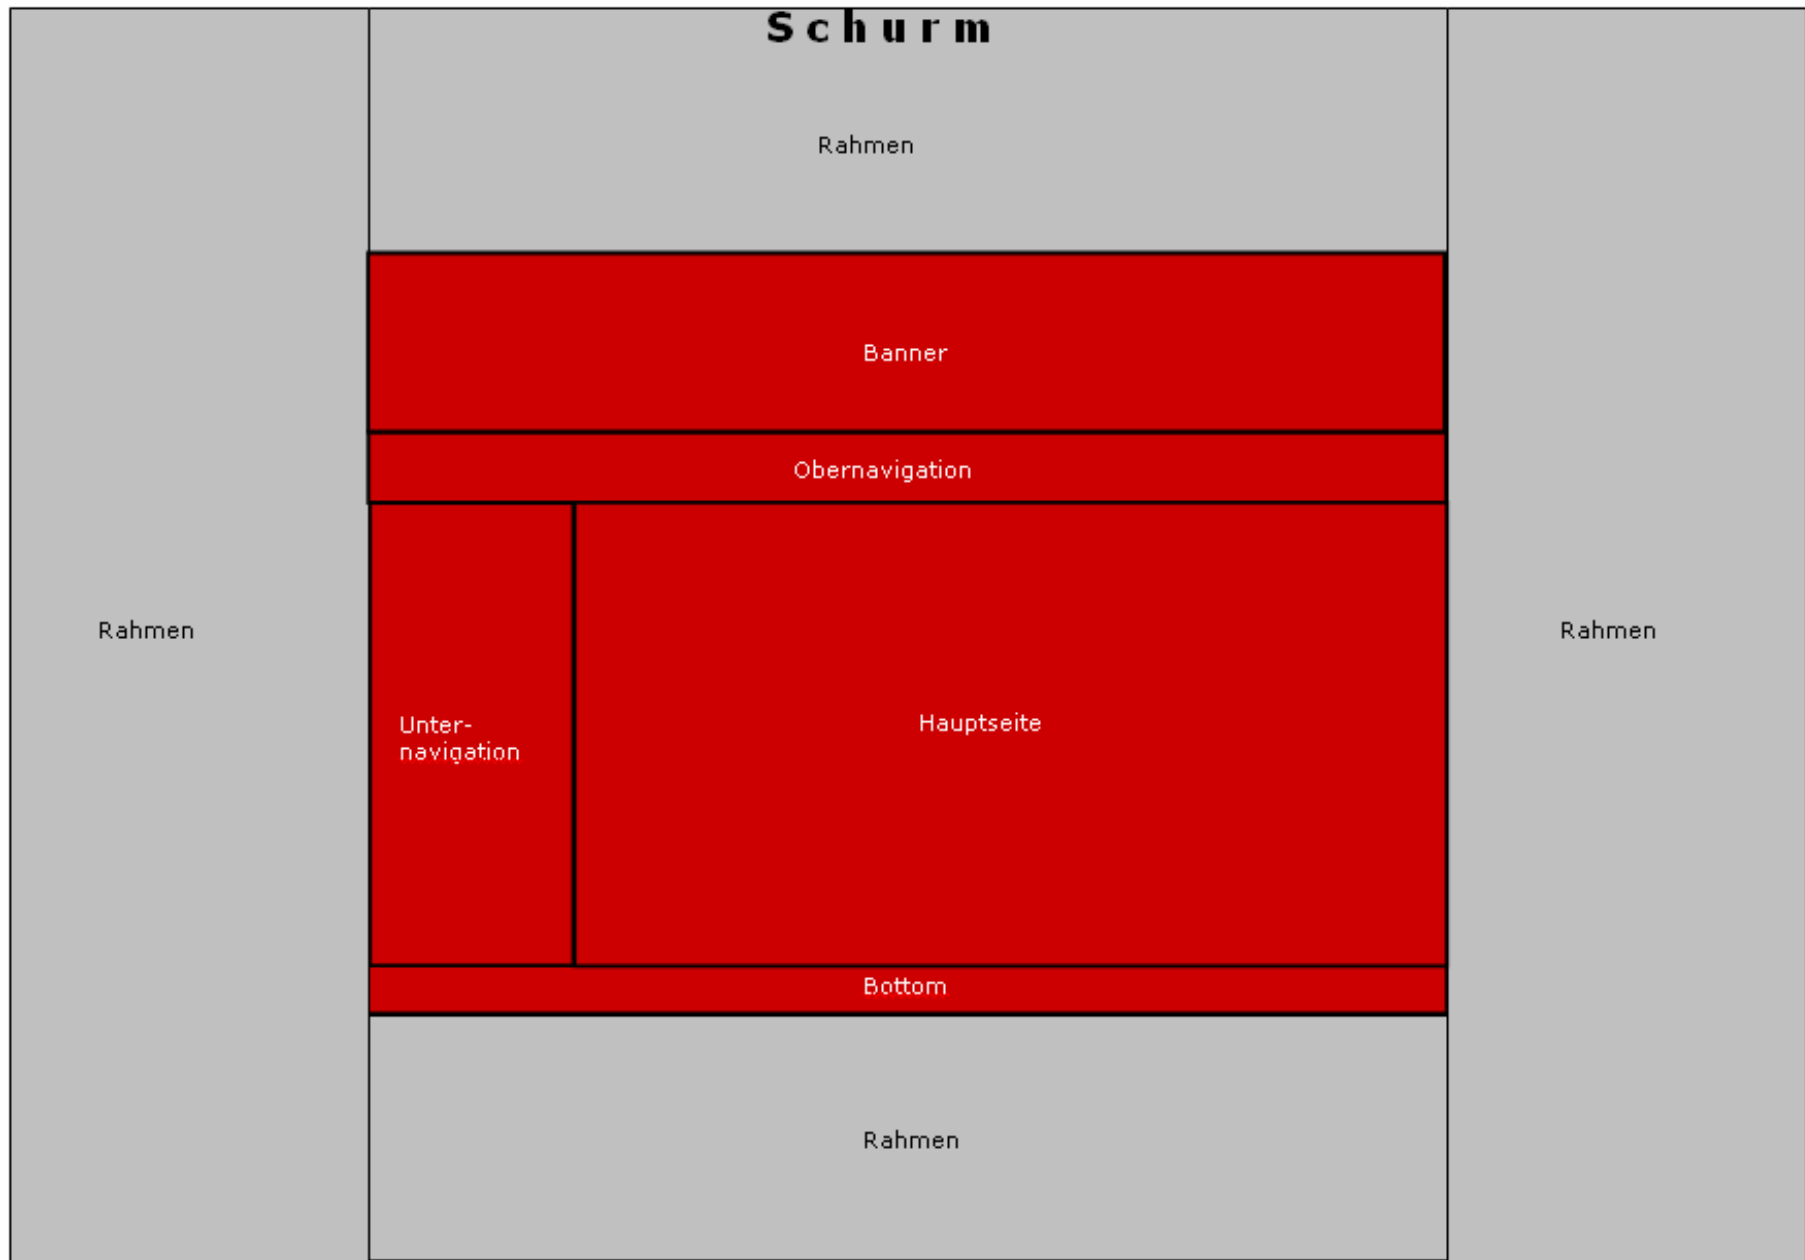 Schurm
Rahmen
Banner
Obernavigation
Rahmen
Rahmen
Unter-
navigation
Hauptseite
Bottom
Rahmen